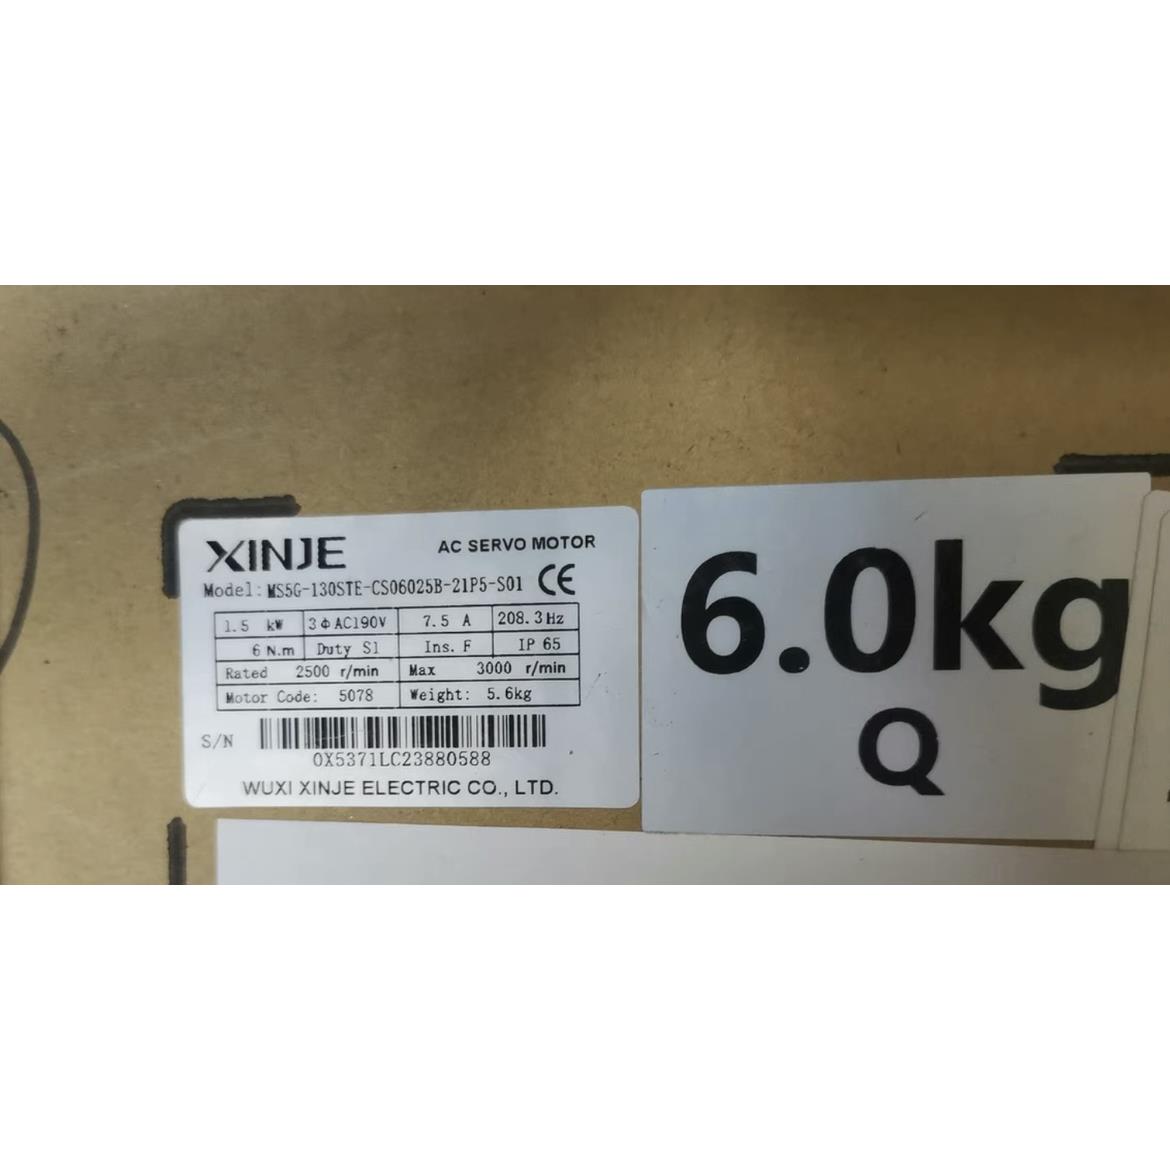 XINJE
AC SERVO MOTOR
Model: MS5G-130STE-CS06025B-21P5-S01 CE
1.5 kW 3ΦAC190V 7.5 A 208.3Hz
6 N.m Duty S1 Ins. F IP 65
Rated 2500 r/min Max 3000 r/min
Motor Code: 5078 Weight: 5.6kg
S/N
0X5371LC23880588
WUXI XINJE ELECTRIC CO., LTD.
6.0kg
Q